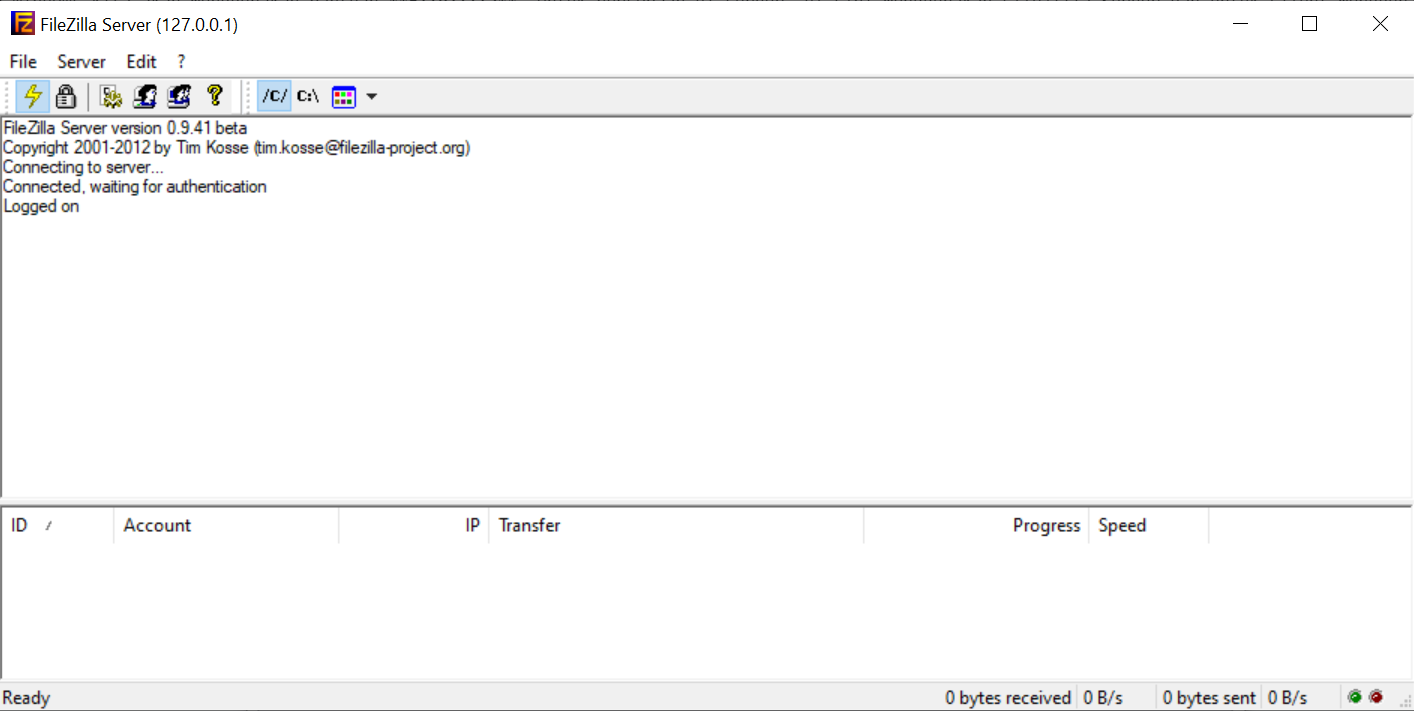 FileZilla Server (127.0.0.1)
File Server Edit ?
/C/ C:\
FileZilla Server version 0.9.41 beta
Copyright 2001-2012 by Tim Kosse (tim.kosse@filezilla-project.org)
Connecting to server...
Connected, waiting for authentication
Logged on
ID / Account IP Transfer Progress Speed
Ready 0 bytes received 0 B/s 0 bytes sent 0 B/s